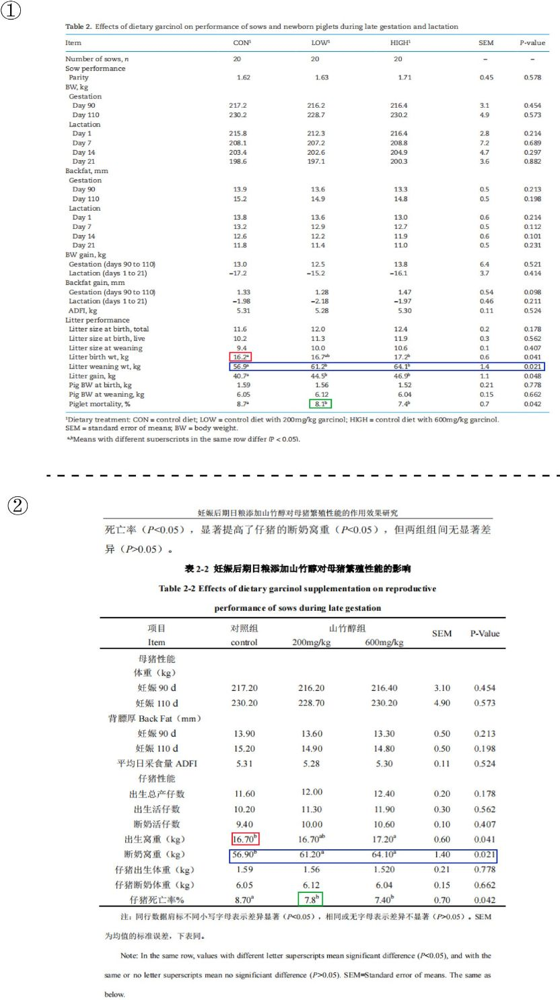 ①
Table 2. Effects of dietary garcinol on performance of sows and newborn piglets during late gestation and lactation
Item CON¹ LOW¹ HIGH¹ SEM P-value
Number of sows, n 20 20 20 – –
Sow performance
Parity 1.62 1.63 1.71 0.45 0.578
BW, kg
Gestation
Day 90 217.2 216.2 216.4 3.1 0.454
Day 110 230.2 228.7 230.2 4.9 0.573
Lactation
Day 1 215.8 212.3 216.4 2.8 0.214
Day 7 208.1 207.2 208.8 7.2 0.689
Day 14 203.4 202.6 204.9 4.7 0.297
Day 21 198.6 197.1 200.3 3.6 0.882
Backfat, mm
Gestation
Day 90 13.9 13.6 13.3 0.5 0.213
Day 110 15.2 14.9 14.8 0.5 0.198
Lactation
Day 1 13.8 13.6 13.0 0.6 0.214
Day 7 13.2 12.9 12.7 0.5 0.112
Day 14 12.6 12.2 11.9 0.6 0.101
Day 21 11.8 11.4 11.0 0.5 0.231
BW gain, kg
Gestation (days 90 to 110) 13.0 12.5 13.8 6.4 0.521
Lactation (days 1 to 21) −17.2 −15.2 −16.1 3.7 0.414
Backfat gain, mm
Gestation (days 90 to 110) 1.33 1.28 1.47 0.54 0.098
Lactation (days 1 to 21) −1.98 −2.18 −1.97 0.46 0.211
ADFI, kg 5.31 5.28 5.30 0.11 0.524
Litter performance
Litter size at birth, total 11.6 12.0 12.4 0.2 0.178
Litter size at birth, live 10.2 11.3 11.9 0.3 0.562
Litter size at weaning 9.4 10.0 10.6 0.1 0.407
Litter birth wt, kg 16.2ᵃ 16.7ᵃᵇ 17.2ᵇ 0.6 0.041
Litter weaning wt, kg 56.9ᵃ 61.2ᵇ 64.1ᵇ 1.4 0.021
Litter gain, kg 40.7ᵃ 44.5ᵇ 46.9ᵇ 1.1 0.048
Pig BW at birth, kg 1.59 1.56 1.52 0.21 0.778
Pig BW at weaning, kg 6.05 6.12 6.04 0.15 0.662
Piglet mortality, % 8.7ᵃ 8.1ᵇ 7.4ᵇ 0.7 0.042
¹Dietary treatment: CON = control diet; LOW = control diet with 200mg/kg garcinol; HIGH = control diet with 600mg/kg garcinol.
SEM = standard error of means; BW = body weight.
ᵃ,ᵇMeans with different superscripts in the same row differ (P < 0.05).
②
妊娠后期日粮添加山竹醇对母猪繁殖性能的作用效果研究
死亡率（P<0.05），显著提高了仔猪的断奶窝重（P<0.05），但两组组间无显著差
异（P>0.05）。
表 2-2 妊娠后期日粮添加山竹醇对母猪繁殖性能的影响
Table 2-2 Effects of dietary garcinol supplementation on reproductive
performance of sows during late gestation
项目 对照组 山竹醇组 SEM P-Value
Item control 200mg/kg 600mg/kg
母猪性能
体重（kg）
妊娠 90 d 217.20 216.20 216.40 3.10 0.454
妊娠 110 d 230.20 228.70 230.20 4.90 0.573
背膘厚 Back Fat（mm）
妊娠 90 d 13.90 13.60 13.30 0.50 0.213
妊娠 110 d 15.20 14.90 14.80 0.50 0.198
平均日采食量 ADFI 5.31 5.28 5.30 0.11 0.524
仔猪性能
出生总产仔数 11.60 12.00 12.40 0.20 0.178
出生活仔数 10.20 11.30 11.90 0.30 0.562
断奶活仔数 9.40 10.00 10.60 0.10 0.407
出生窝重（kg） 16.70ᵇ 16.70ᵃᵇ 17.20ᵃ 0.60 0.041
断奶窝重（kg） 56.90ᵇ 61.20ᵃ 64.10ᵃ 1.40 0.021
仔猪出生体重（kg） 1.59 1.56 1.520 0.21 0.778
仔猪断奶体重（kg） 6.05 6.12 6.04 0.15 0.662
仔猪死亡率% 8.70ᵃ 7.8ᵇ 7.40ᵇ 0.70 0.042
注：同行数据肩标不同小写字母表示差异显著（P<0.05），相同或无字母表示差异不显著（P>0.05）。SEM
为均值的标准误差，下表同。
Note: In the same row, values with different letter superscripts mean significant difference (P<0.05), and with the
same or no letter superscripts mean no significiant difference (P>0.05). SEM=Standard error of means. The same as
below.